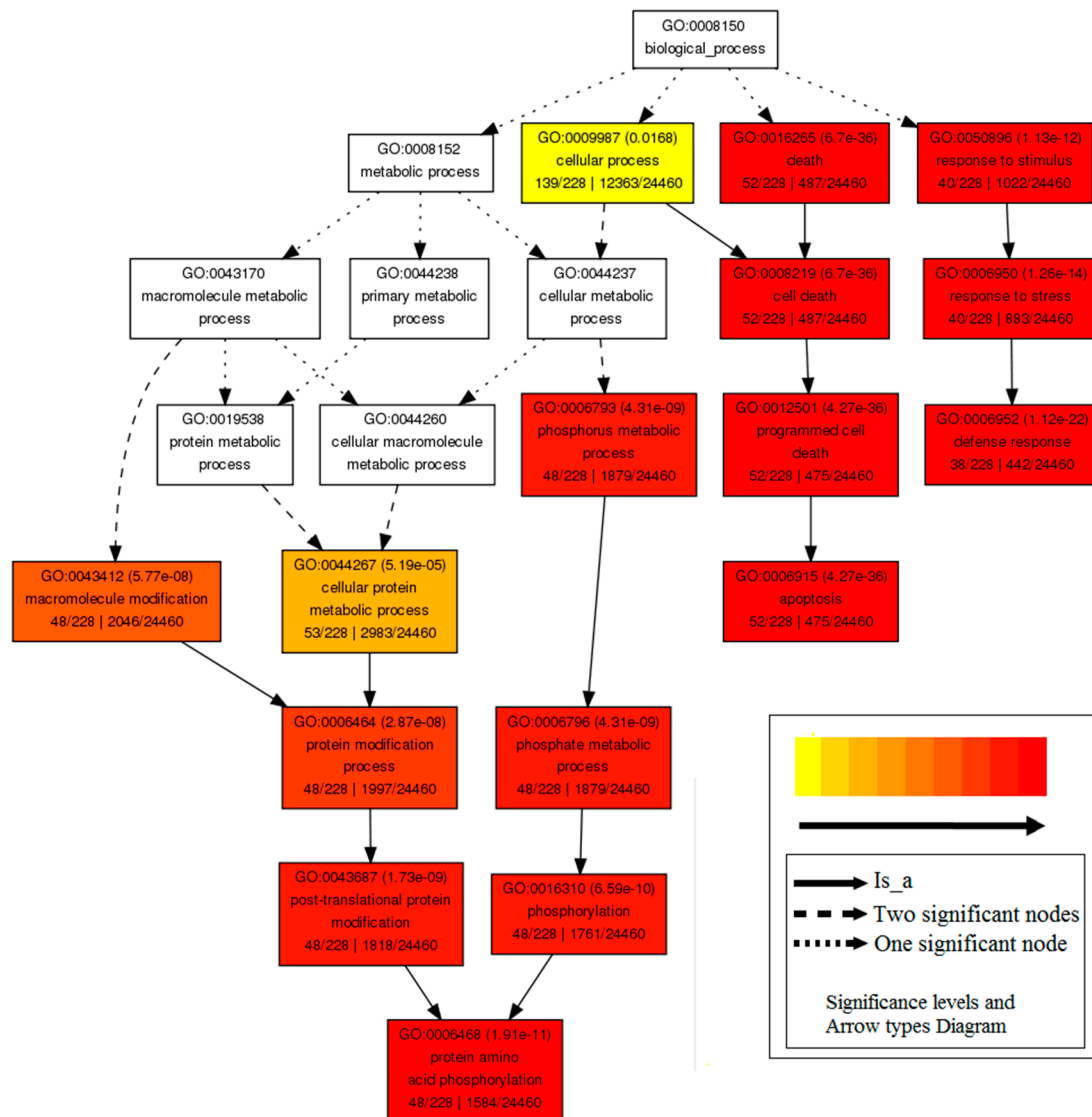 GO:0008150
biological_process
GO:0008152
metabolic process
GO:0009987 (0.0168)
cellular process
139/228 | 12363/24460
GO:0016265 (6.7e-36)
death
52/228 | 487/24460
GO:0050896 (1.13e-12)
response to stimulus
40/228 | 1022/24460
GO:0043170
macromolecule metabolic
process
GO:0044238
primary metabolic
process
GO:0044237
cellular metabolic
process
GO:0008219 (6.7e-36)
cell death
52/228 | 487/24460
GO:0006950 (1.26e-14)
response to stress
40/228 | 883/24460
GO:0019538
protein metabolic
process
GO:0044260
cellular macromolecule
metabolic process
GO:0006793 (4.31e-09)
phosphorus metabolic
process
48/228 | 1879/24460
GO:0012501 (4.27e-36)
programmed cell
death
52/228 | 475/24460
GO:0006952 (1.12e-22)
defense response
38/228 | 442/24460
GO:0043412 (5.77e-08)
macromolecule modification
48/228 | 2046/24460
GO:0044267 (5.19e-05)
cellular protein
metabolic process
53/228 | 2983/24460
GO:0006915 (4.27e-36)
apoptosis
52/228 | 475/24460
GO:0006464 (2.87e-08)
protein modification
process
48/228 | 1997/24460
GO:0006796 (4.31e-09)
phosphate metabolic
process
48/228 | 1879/24460
GO:0043687 (1.73e-09)
post-translational protein
modification
48/228 | 1818/24460
GO:0016310 (6.59e-10)
phosphorylation
48/228 | 1761/24460
GO:0006468 (1.91e-11)
protein amino
acid phosphorylation
48/228 | 1584/24460
Is_a
Two significant nodes
One significant node
Significance levels and
Arrow types Diagram